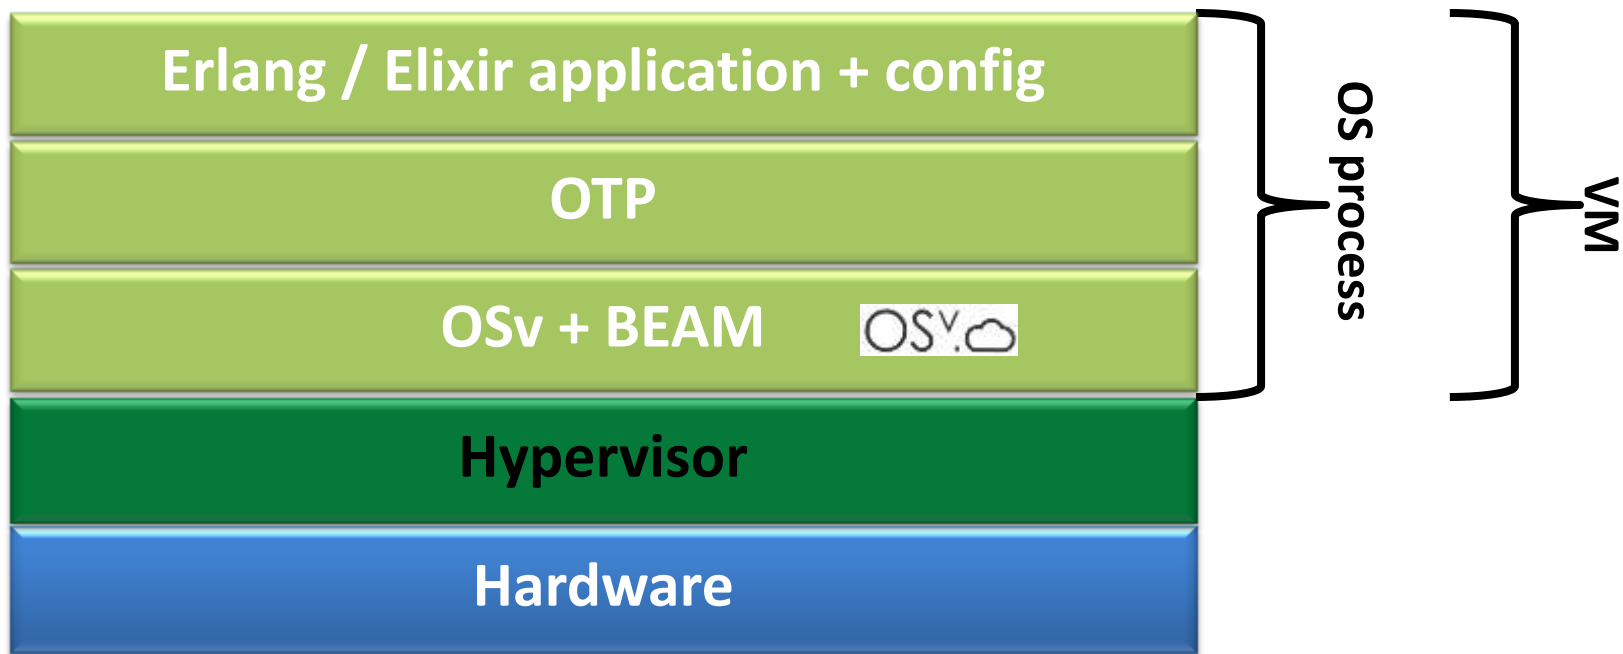 Erlang / Elixir application + config
OTP
OSv + BEAM
OSv.
Hypervisor
Hardware
OS process
VM